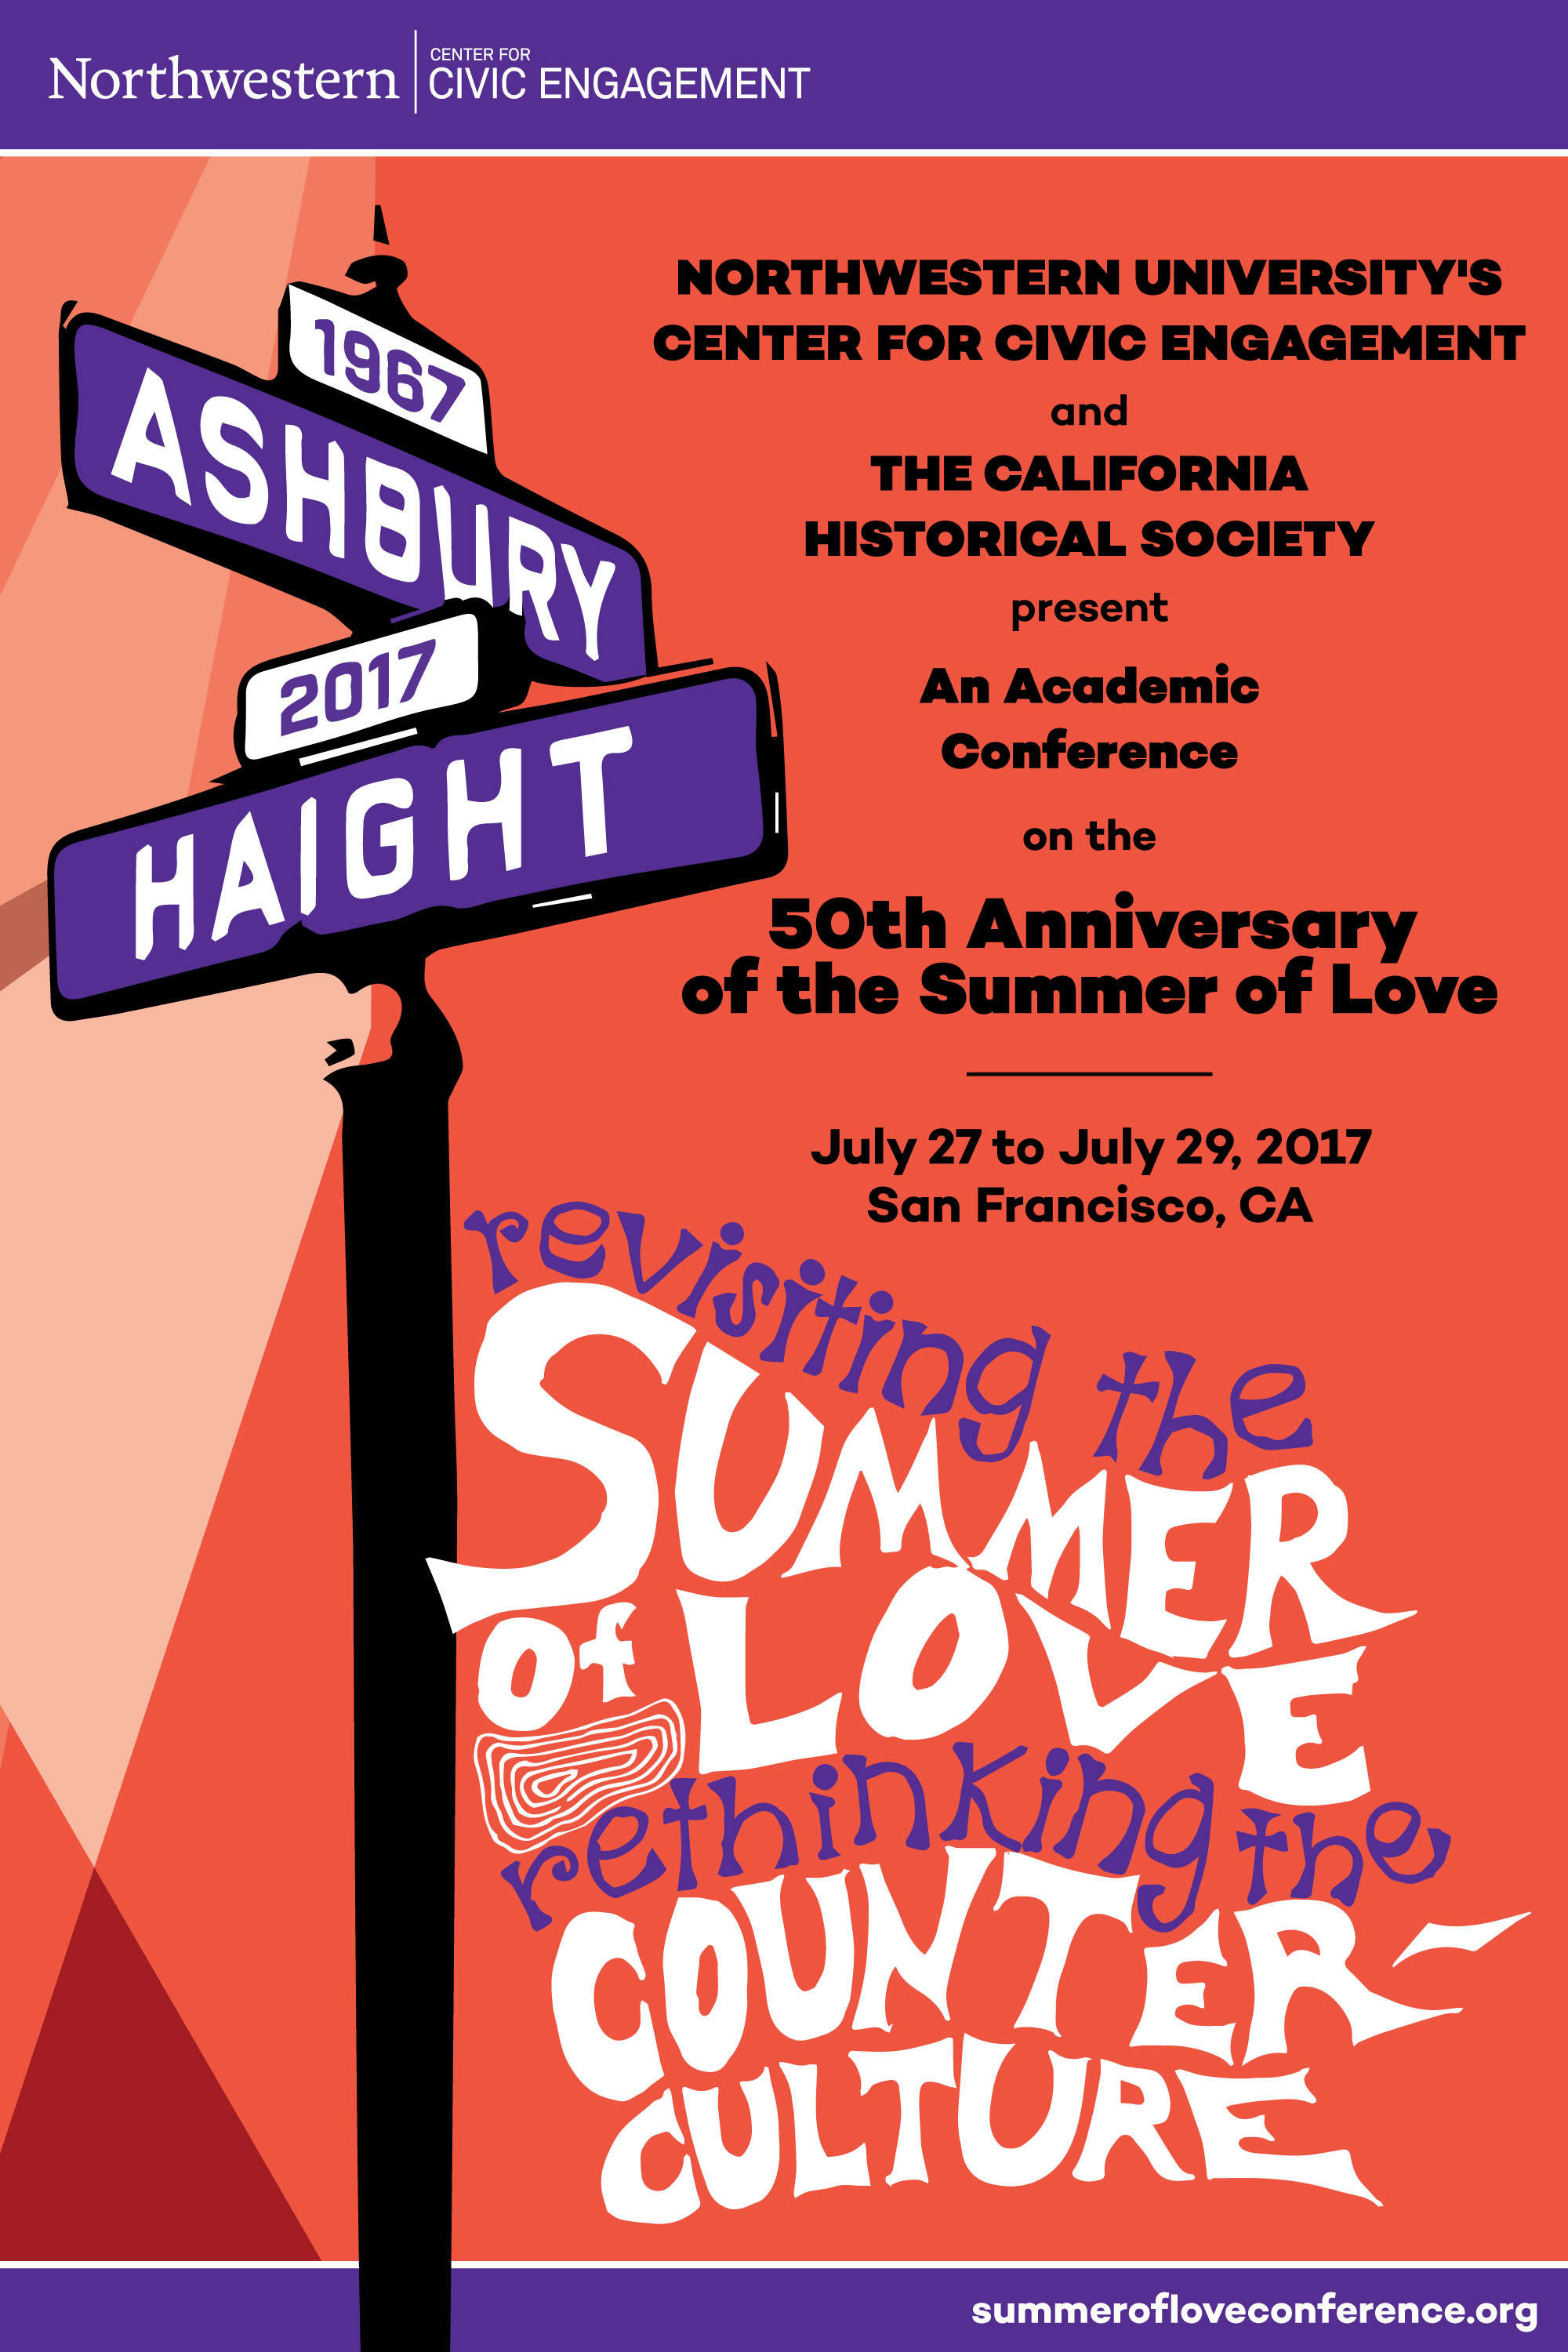 Northwestern
CENTER FOR
CIVIC ENGAGEMENT
1967
ASHBURY
2017
HAIGHT
NORTHWESTERN UNIVERSITY'S
CENTER FOR CIVIC ENGAGEMENT
and
THE CALIFORNIA
HISTORICAL SOCIETY
present
An Academic
Conference
on the
50th Anniversary
of the Summer of Love
July 27 to July 29, 2017
San Francisco, CA
revisiting the
SUMMER
of LOVE
rethinking the
COUNTER-
CULTURE
summerofloveconference.org